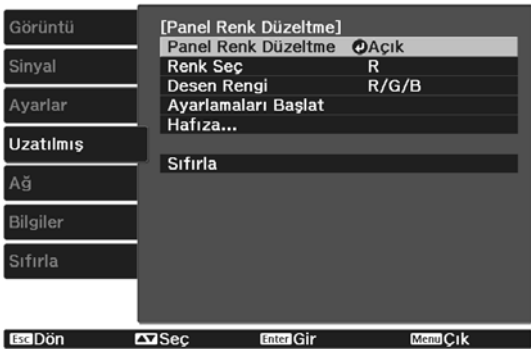 Görüntü
Sinyal
Ayarlar
Uzatılmış
Ağ
Bilgiler
Sıfırla
[Panel Renk Düzeltme]
Panel Renk Düzeltme Açık
Renk Seç R
Desen Rengi R/G/B
Ayarlamaları Başlat
Hafıza...
Sıfırla
Esc Dön Seç Enter Gir Menu Çık